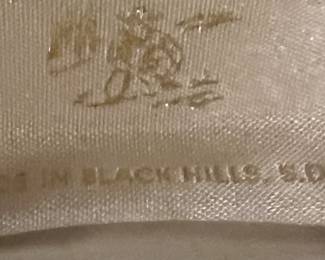 IN BLACK HILLS, S.D